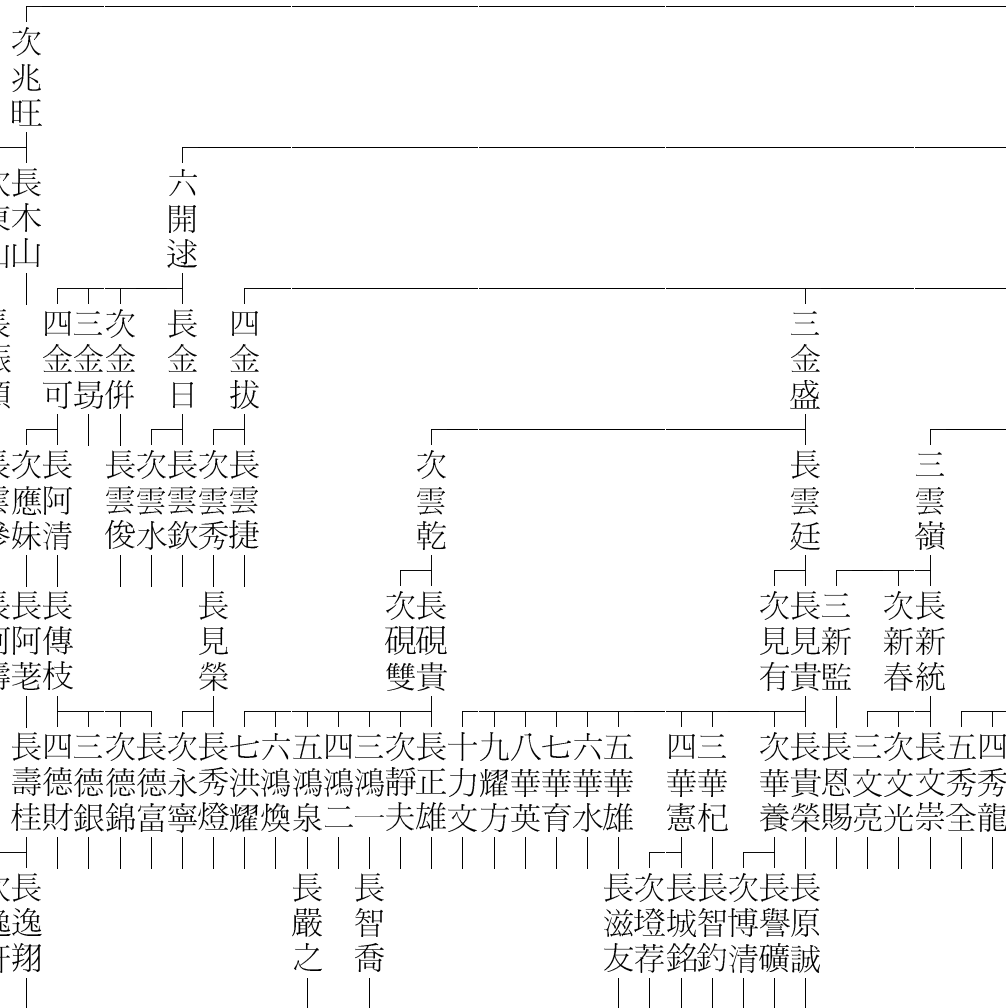 次兆旺
六開逑
長木山
三金盛
四金拔
長金日
次金倂
三金
四金可
三雲嶺
長雲廷
次雲乾
長雲捷
次雲秀
長雲欽
次雲水
長雲俊
長阿清
次應妹
長新統
次新春
三新監
長見貴
次見有
長硯貴
次硯雙
長見榮
長傳枝
長阿荖
四秀龍
五秀全
長文崇
次文光
三文亮
長恩賜
長貴榮
次華養
三華杞
四華憲
五華雄
六華水
七華育
八華英
九耀方
十力文
長正雄
次靜夫
三鴻一
四鴻二
五鴻泉
六鴻煥
七洪耀
長秀燈
次永寧
長德富
次德錦
三德銀
四德財
長壽桂
長原誠
長譽礦
次博清
長智釣
長城銘
次墱荐
長滋友
長智喬
長嚴之
長逸翔